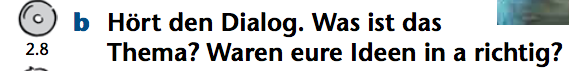 b Hört den Dialog. Was ist das
2.8 Thema? Waren eure Ideen in a richtig?